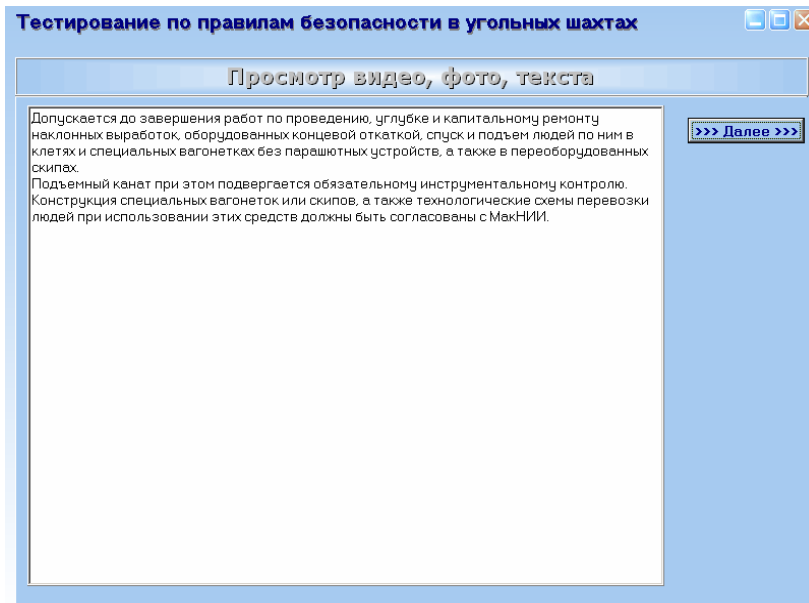 Тестирование по правилам безопасности в угольных шахтах
Просмотр видео, фото, текста
Допускается до завершения работ по проведению, углубке и капитальному ремонту
наклонных выработок, оборудованных концевой откаткой, спуск и подъем людей по ним в
клетях и специальных вагонетках без парашютных устройств, а также в переоборудованных
скипах.
Подъемный канат при этом подвергается обязательному инструментальному контролю.
Конструкция специальных вагонеток или скипов, а также технологические схемы перевозки
людей при использовании этих средств должны быть согласованы с МакНИИ.
>>> Далее >>>